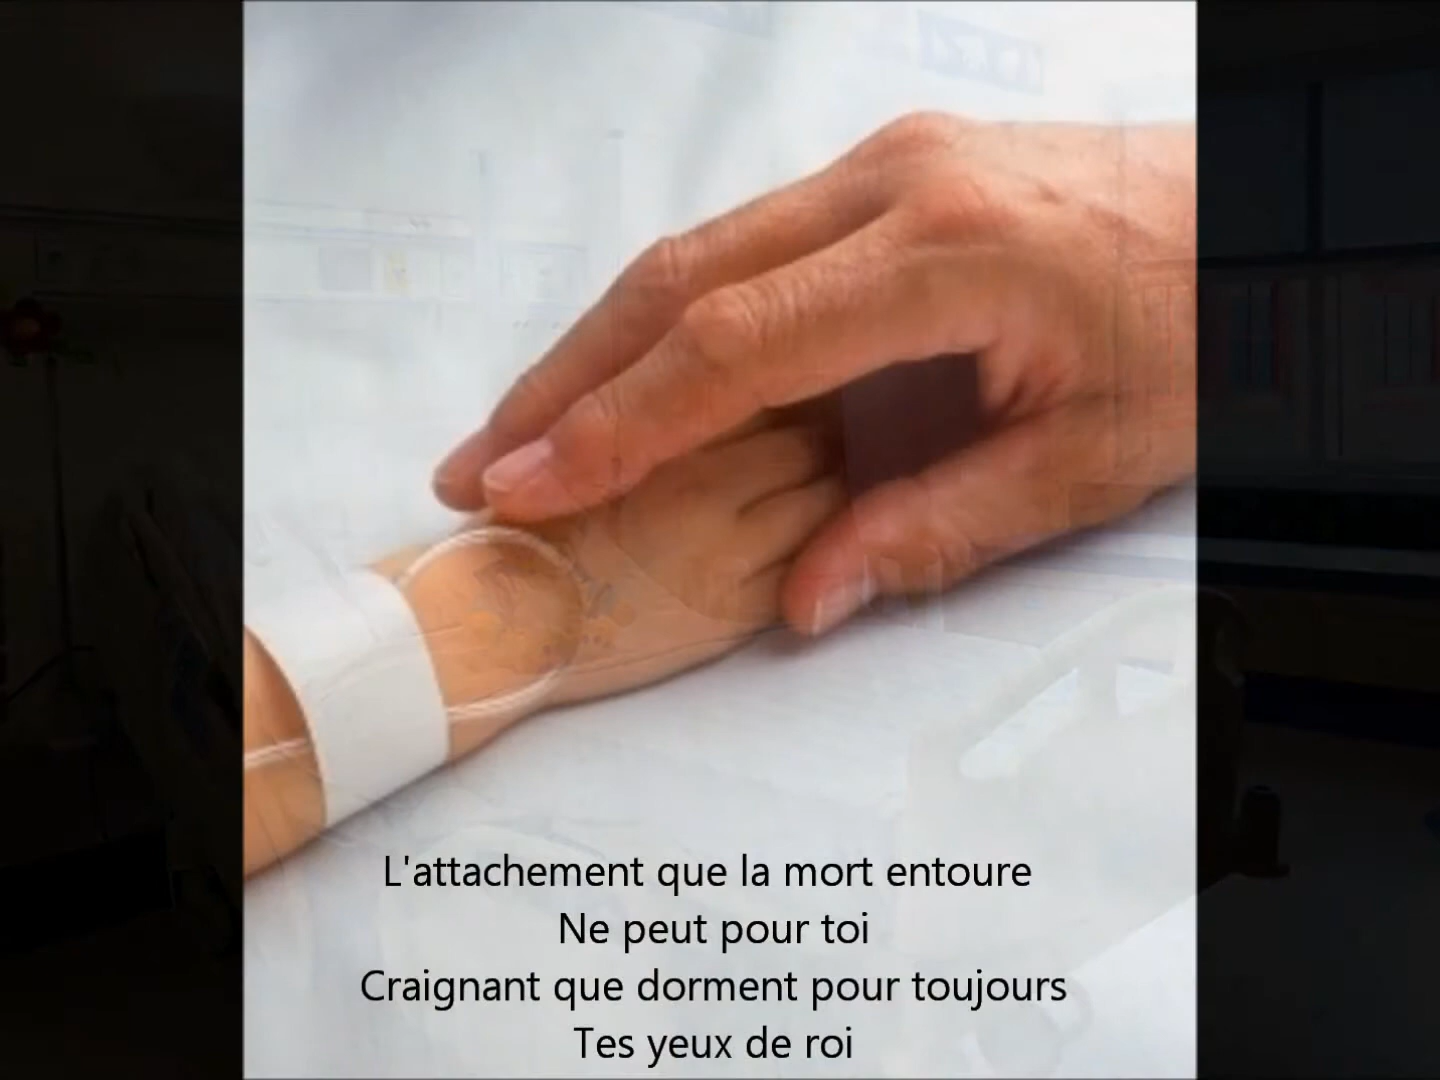 L'attachement que la mort entoure
Ne peut pour toi
Craignant que dorment pour toujours
Tes yeux de roi